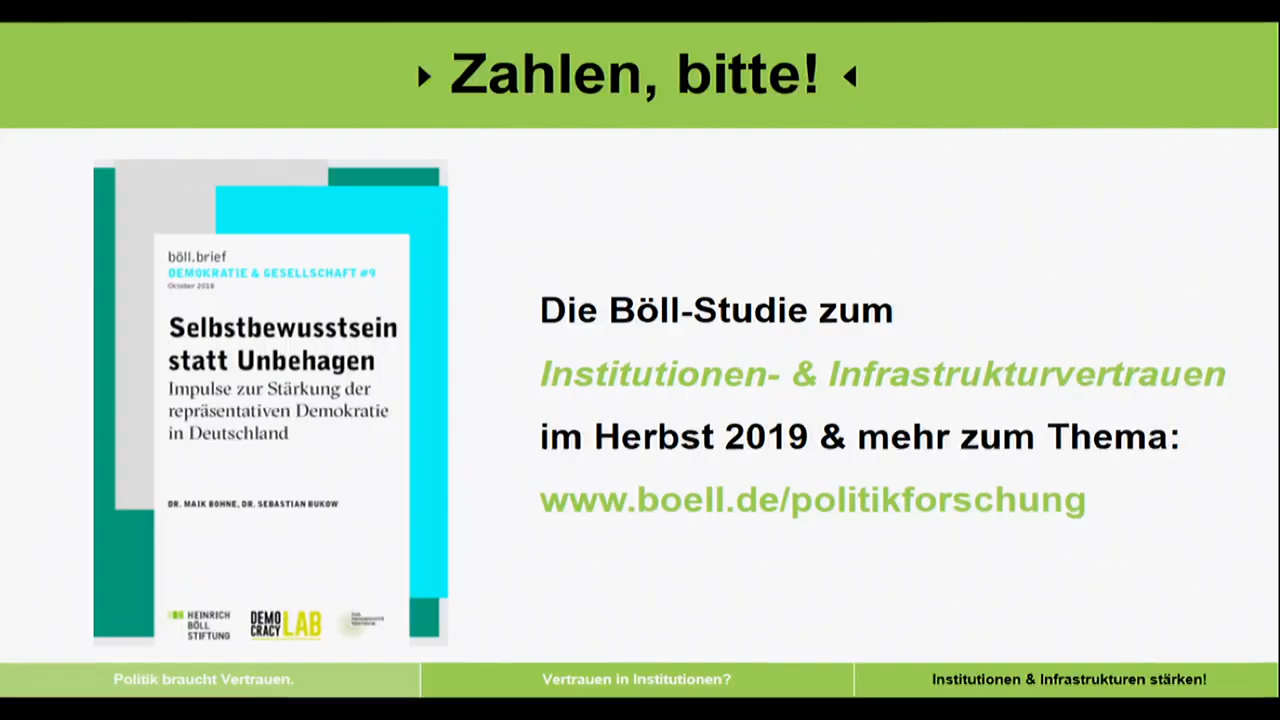 Zahlen, bitte!
böll.brief
DEMOKRATIE & GESELLSCHAFT #9
Oktober 2018
Selbstbewusstsein
statt Unbehagen
Impulse zur Stärkung der
repräsentativen Demokratie
in Deutschland
DR. MAIK BOHNE, DR. SEBASTIAN BUKOW
HEINRICH
BÖLL
STIFTUNG
DEMO
CRACY LAB
Die Böll-Studie zum
Institutionen- & Infrastrukturvertrauen
im Herbst 2019 & mehr zum Thema:
www.boell.de/politikforschung
Politik braucht Vertrauen.
Vertrauen in Institutionen?
Institutionen & Infrastrukturen stärken!